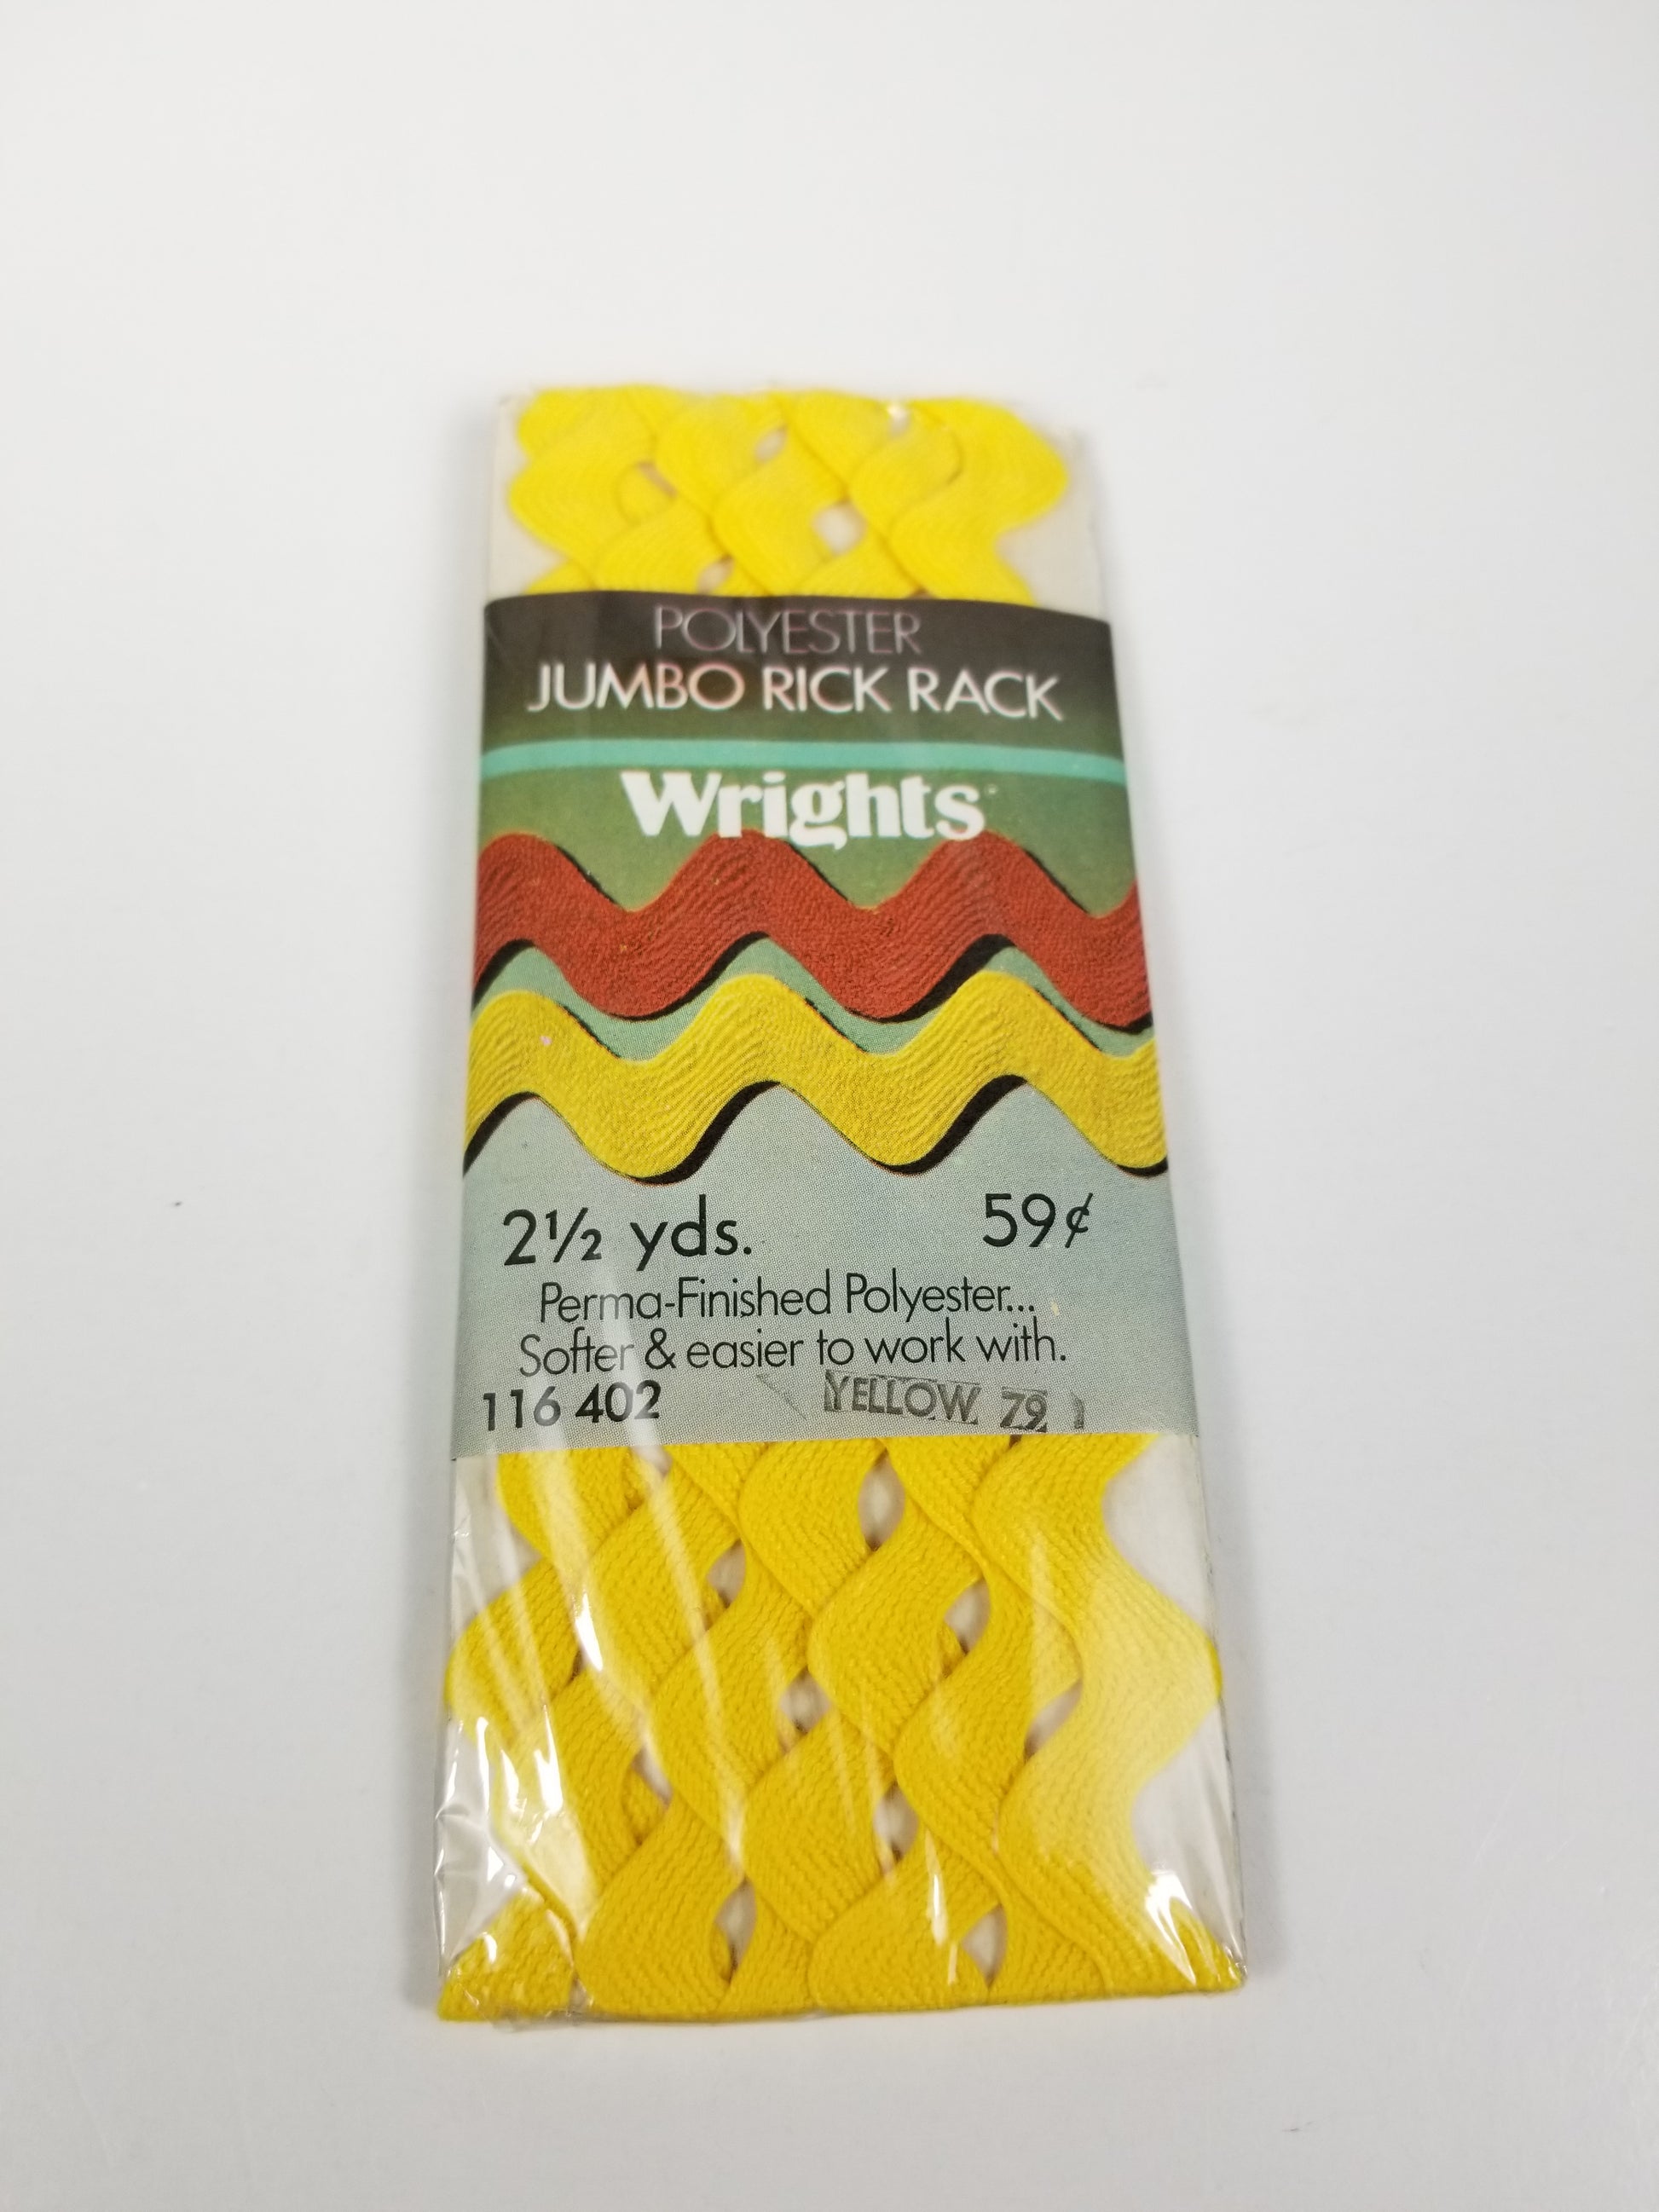 POLYESTER
JUMBO RICK RACK
Wrights
2½ yds. 59¢
Perma-Finished Polyester...
Softer & easier to work with.
116 402 YELLOW 79